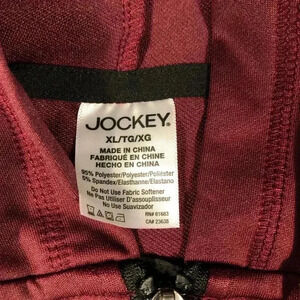 JOCKEY®
XL/TG/XG
MADE IN CHINA
FABRIQUÉ EN CHINE
HECHO EN CHINA
95% Polyester/Polyester/Poliéster
5% Spandex/Elasthanne/Elastano
Do Not Use Fabric Softener
Ne Pas Utiliser D'assouplisseur
No Use Suavizador
RN# 61683
CA# 23638